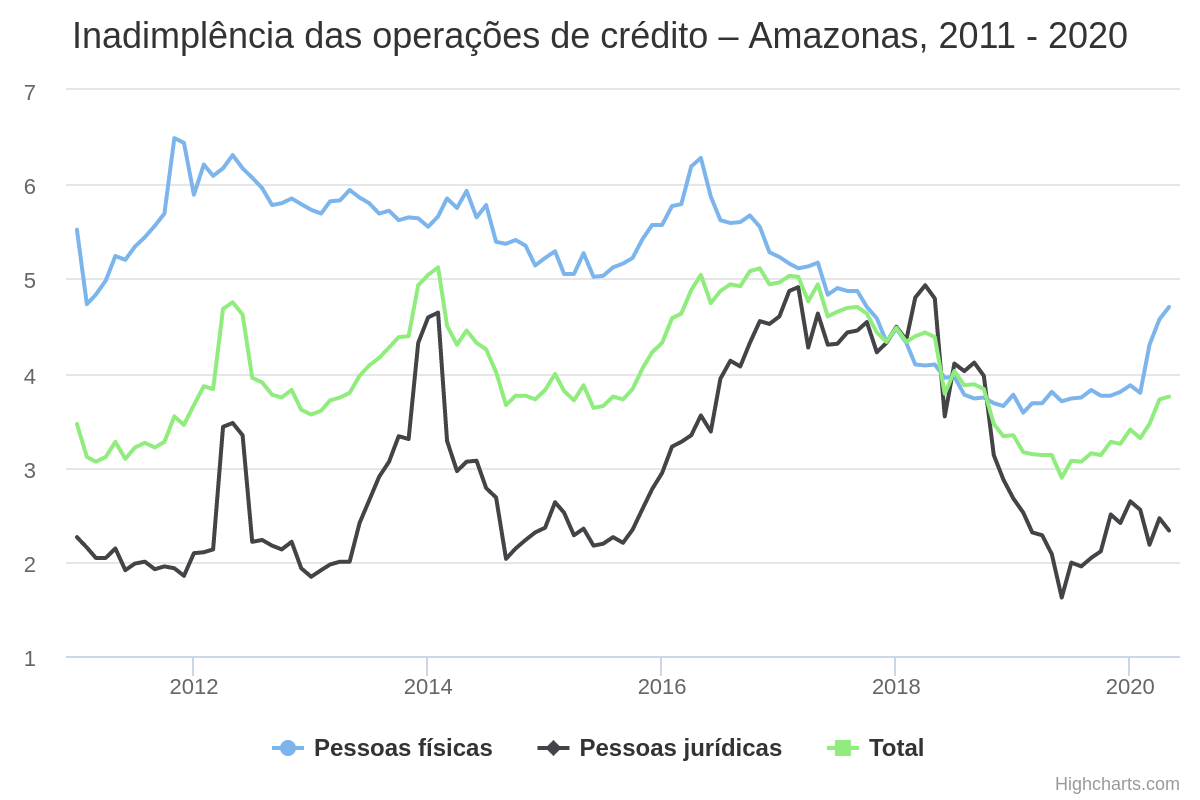 Inadimplência das operações de crédito – Amazonas, 2011 - 2020
7
6
5
4
3
2
1
2012 2014 2016 2018 2020
Pessoas físicas Pessoas jurídicas Total
Highcharts.com